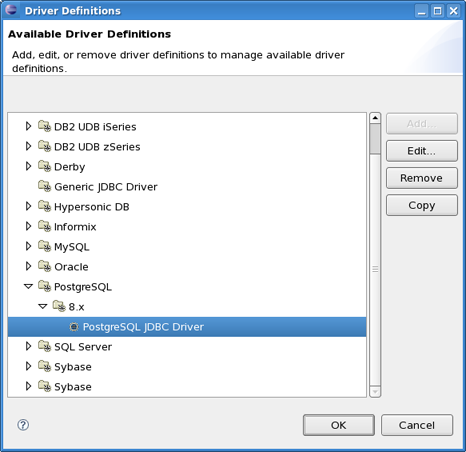 Driver Definitions
Available Driver Definitions
Add, edit, or remove driver definitions to manage available driver
definitions.
DB2 UDB iSeries
DB2 UDB zSeries
Derby
Generic JDBC Driver
Hypersonic DB
Informix
MySQL
Oracle
PostgreSQL
8.x
PostgreSQL JDBC Driver
SQL Server
Sybase
Sybase
Add...
Edit...
Remove
Copy
?
OK
Cancel